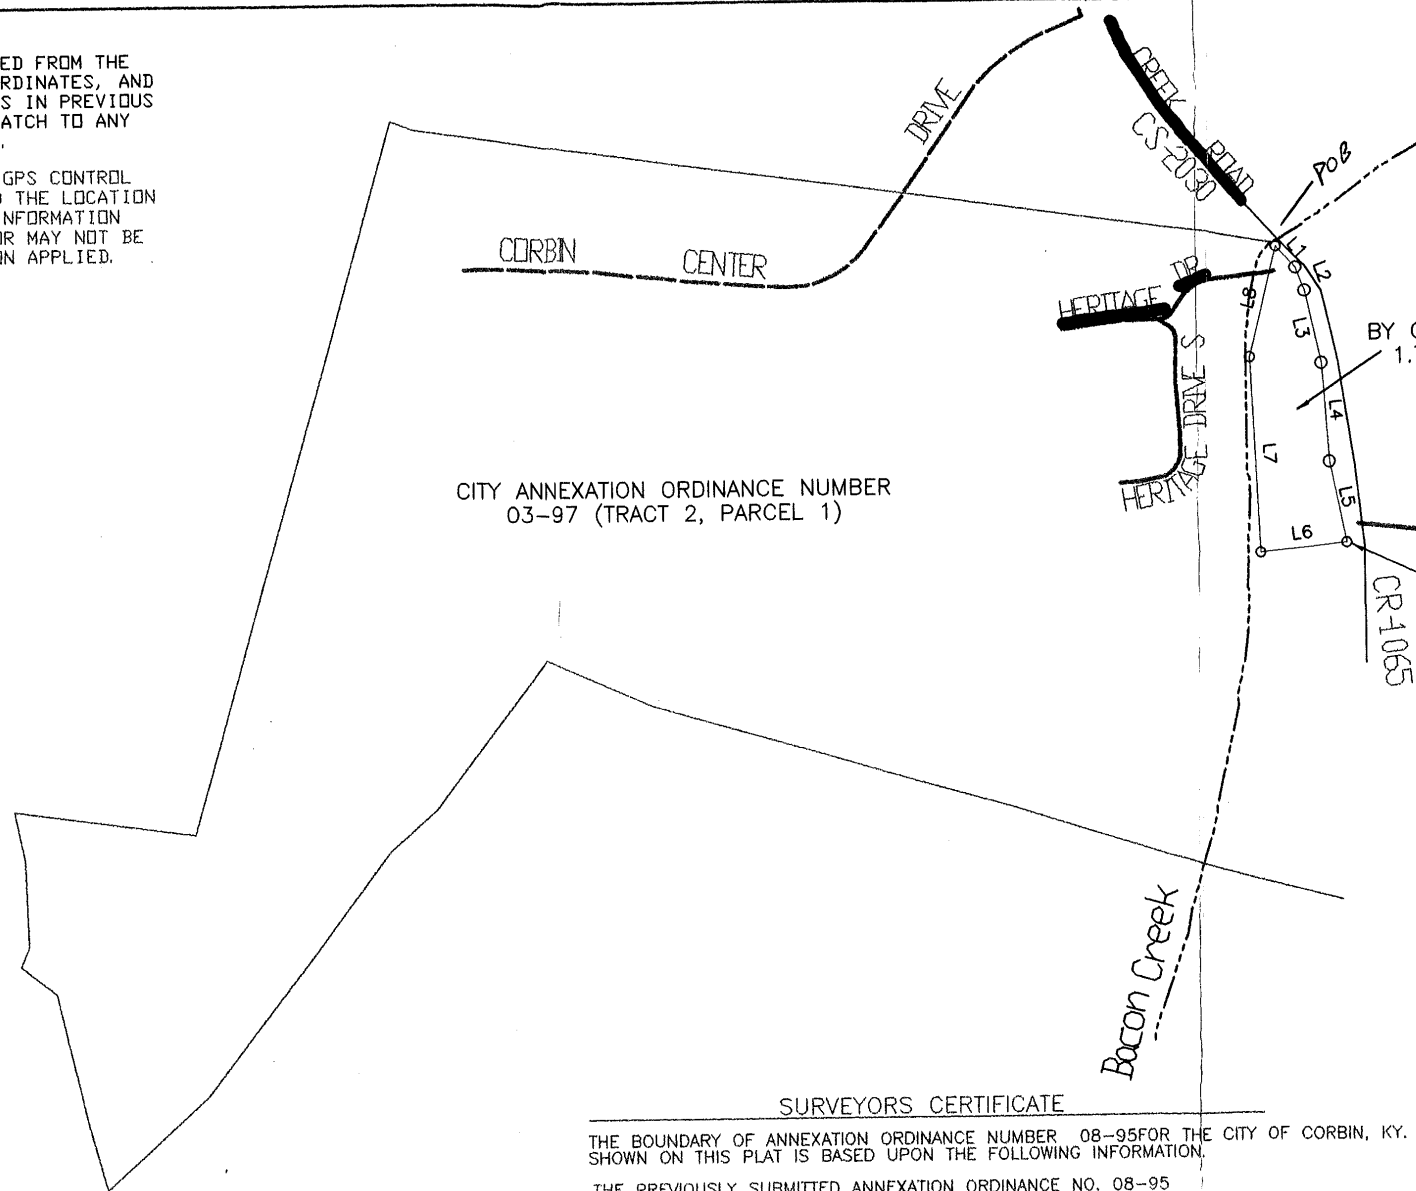 ED FROM THE
RDINATES, AND
S IN PREVIOUS
ATCH TO ANY
GPS CONTROL
THE LOCATION
NFORMATION
OR MAY NOT BE
ON APPLIED.
CREEK ROAD
CS-2030
DRIVE
POB
CORBIN CENTER
HERITAGE DR
HERITAGE DRIVE S
L1
L2
L3
L4
L5
L6
L7
L8
BY
1.
CITY ANNEXATION ORDINANCE NUMBER
03-97 (TRACT 2, PARCEL 1)
CR-1065
Bacon Creek
SURVEYORS CERTIFICATE
THE BOUNDARY OF ANNEXATION ORDINANCE NUMBER 08-95FOR THE CITY OF CORBIN, KY.
SHOWN ON THIS PLAT IS BASED UPON THE FOLLOWING INFORMATION.
THE PREVIOUSLY SUBMITTED ANNEXATION ORDINANCE NO. 08-95